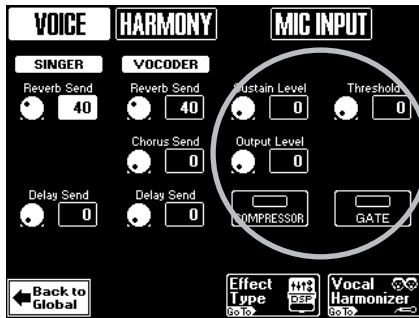 VOICE HARMONY MIC INPUT
SINGER VOCODER
Reverb Send Reverb Send Sustain Level Threshold
40 40 0 0
Chorus Send Output Level
0 0
Delay Send Delay Send
0 0 COMPRESSOR GATE
Back to
Global
Effect
Type DSP
Go To
Vocal
Harmonizer
Go To